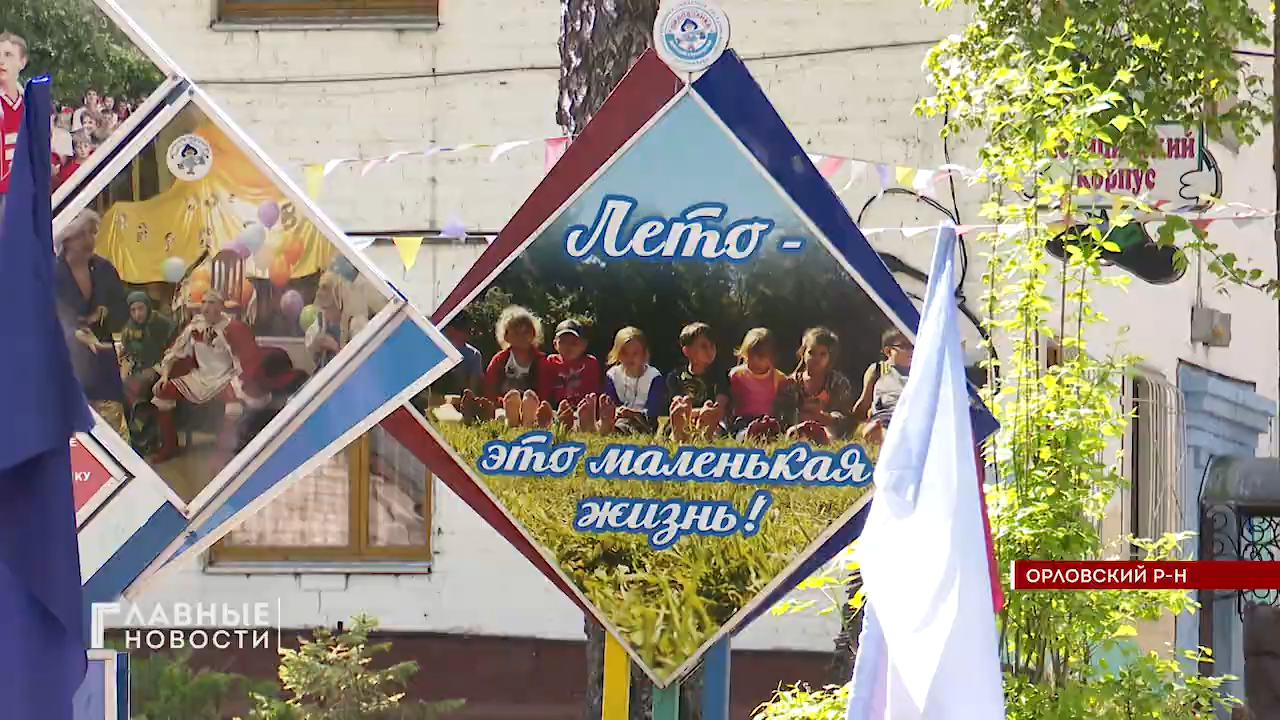 Лето -
это маленькая
жизнь!
корпус
ОРЛОВСКИЙ Р-Н
ГЛАВНЫЕ
НОВОСТИ